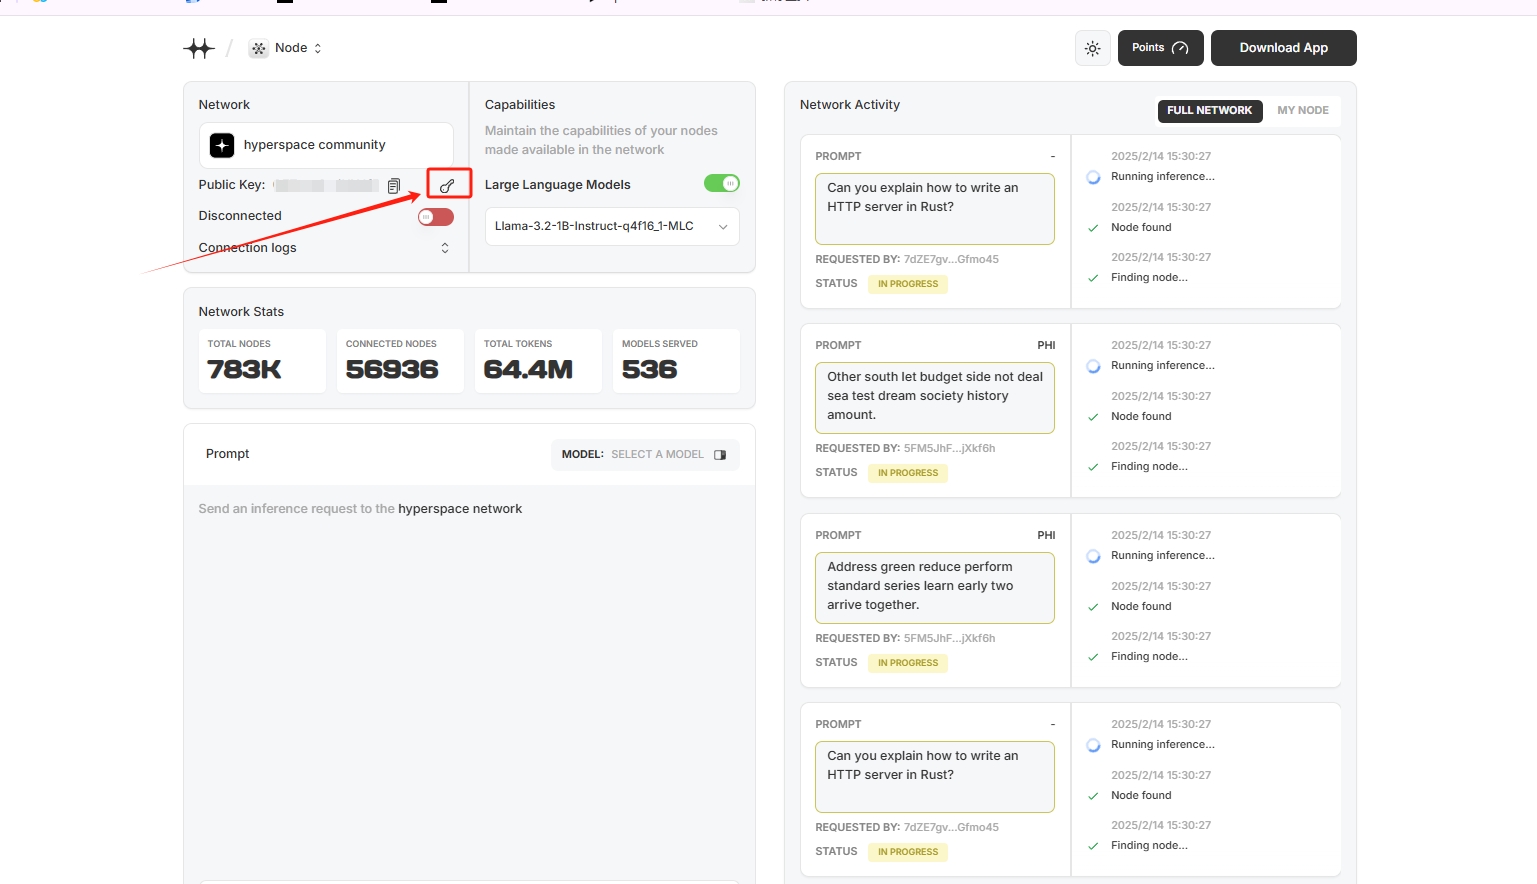 Node
Points
Download App
Network
hyperspace community
Public Key:
Disconnected
Connection logs
Capabilities
Maintain the capabilities of your nodes
made available in the network
Large Language Models
Llama-3.2-1B-Instruct-q4f16_1-MLC
Network Stats
TOTAL NODES
783K
CONNECTED NODES
56936
TOTAL TOKENS
64.4M
MODELS SERVED
536
Prompt
MODEL: SELECT A MODEL
Send an inference request to the hyperspace network
Network Activity
FULL NETWORK
MY NODE
PROMPT -
Can you explain how to write an
HTTP server in Rust?
REQUESTED BY: 7dZE7gv...Gfmo45
STATUS IN PROGRESS
2025/2/14 15:30:27
Running inference...
2025/2/14 15:30:27
Node found
2025/2/14 15:30:27
Finding node...
PROMPT PHI
Other south let budget side not deal
sea test dream society history
amount.
REQUESTED BY: 5FM5JhF...jXkf6h
STATUS IN PROGRESS
2025/2/14 15:30:27
Running inference...
2025/2/14 15:30:27
Node found
2025/2/14 15:30:27
Finding node...
PROMPT PHI
Address green reduce perform
standard series learn early two
arrive together.
REQUESTED BY: 5FM5JhF...jXkf6h
STATUS IN PROGRESS
2025/2/14 15:30:27
Running inference...
2025/2/14 15:30:27
Node found
2025/2/14 15:30:27
Finding node...
PROMPT -
Can you explain how to write an
HTTP server in Rust?
REQUESTED BY: 7dZE7gv...Gfmo45
STATUS IN PROGRESS
2025/2/14 15:30:27
Running inference...
2025/2/14 15:30:27
Node found
2025/2/14 15:30:27
Finding node...